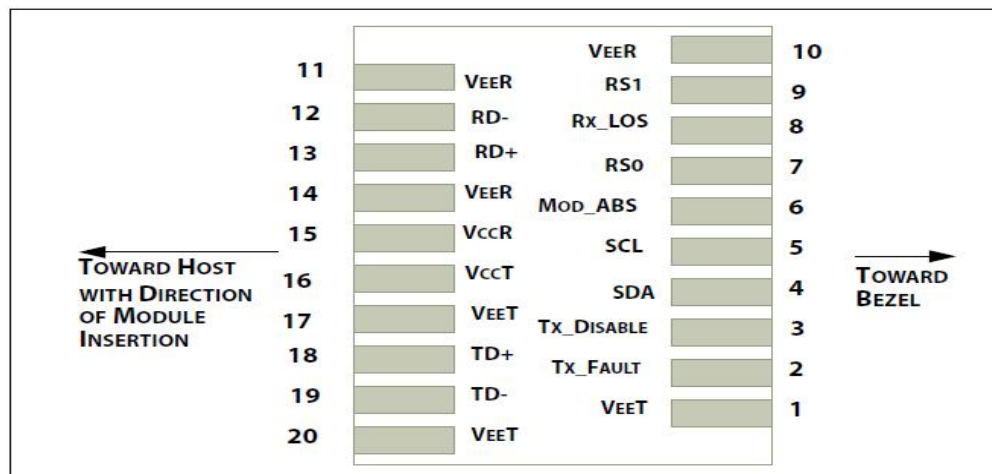 VEER 10
11 VEER RS1 9
12 RD- RX_LOS 8
13 RD+ RS0 7
14 VEER MOD_ABS 6
15 VCCR SCL 5
16 VCCT SDA 4
17 VEET TX_DISABLE 3
18 TD+ TX_FAULT 2
19 TD- VEET 1
20 VEET
TOWARD HOST
WITH DIRECTION
OF MODULE
INSERTION
TOWARD
BEZEL